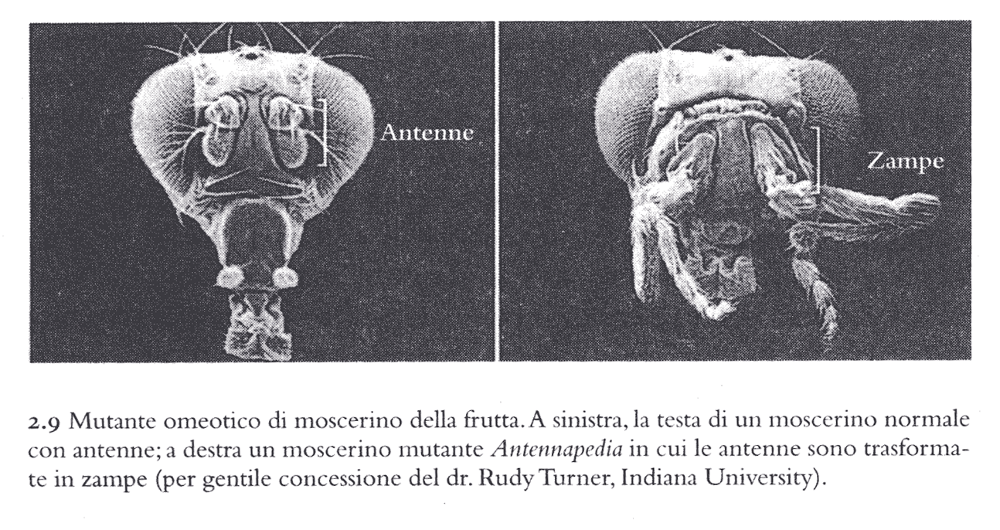 Antenne
Zampe
2.9 Mutante omeotico di moscerino della frutta. A sinistra, la testa di un moscerino normale
con antenne; a destra un moscerino mutante Antennapedia in cui le antenne sono trasforma-
te in zampe (per gentile concessione del dr. Rudy Turner, Indiana University).